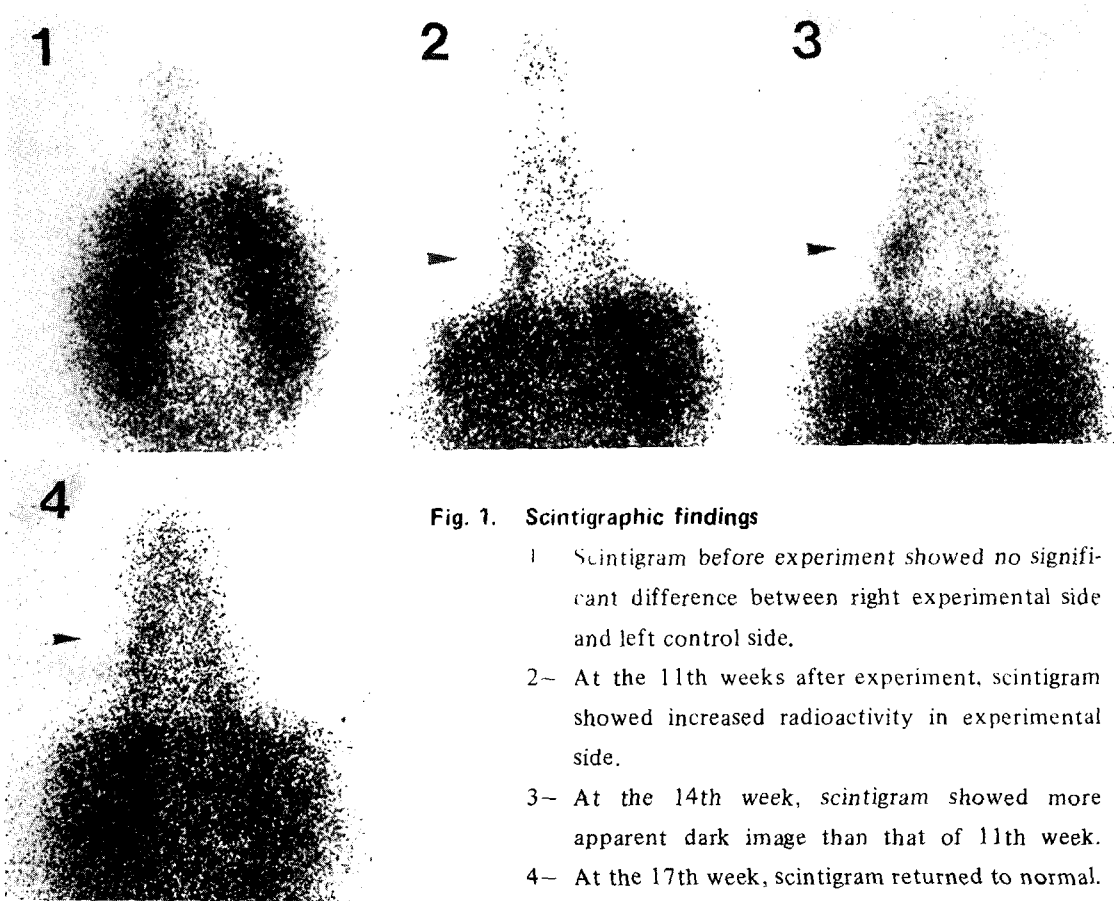 1
2
3
4
Fig. 1. Scintigraphic findings
1 Scintigram before experiment showed no signifi-
cant difference between right experimental side
and left control side.
2– At the 11th weeks after experiment, scintigram
showed increased radioactivity in experimental
side.
3– At the 14th week, scintigram showed more
apparent dark image than that of 11th week.
4– At the 17th week, scintigram returned to normal.